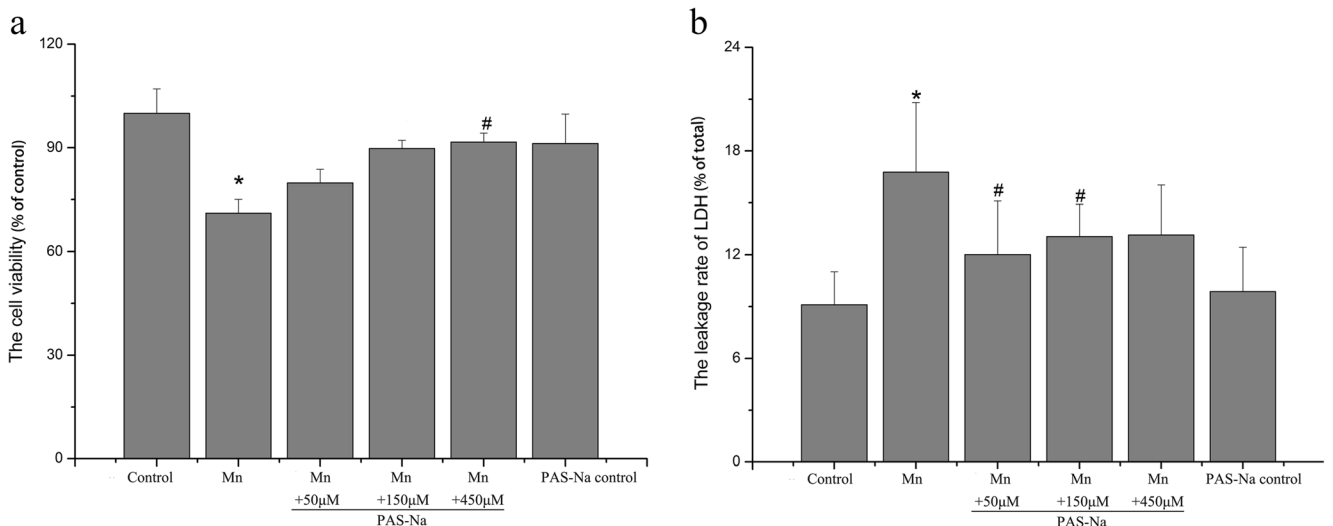 a
The cell viability (% of control)
120
90
60
30
0
*
#
Control Mn Mn Mn Mn PAS-Na control
+50μM +150μM +450μM
PAS-Na
b
The leakage rate of LDH (% of total)
24
18
12
6
0
*
# #
Control Mn Mn Mn Mn PAS-Na control
+50μM +150μM +450μM
PAS-Na